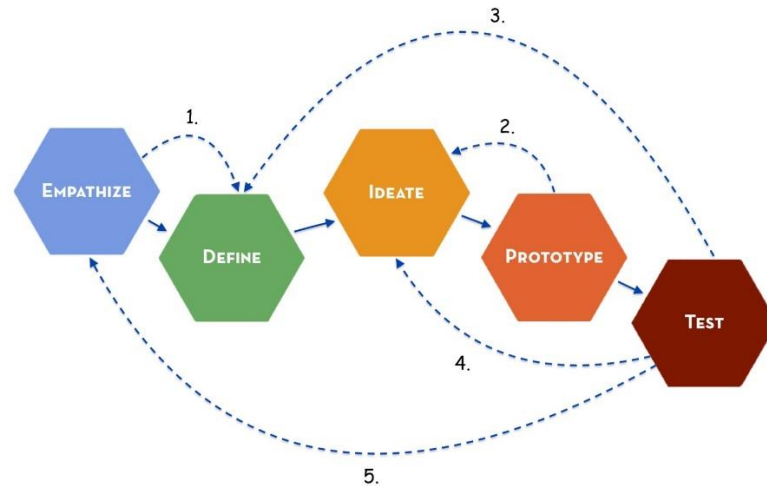 3.
1.
2.
EMPATHIZE
IDEATE
DEFINE
PROTOTYPE
TEST
4.
5.